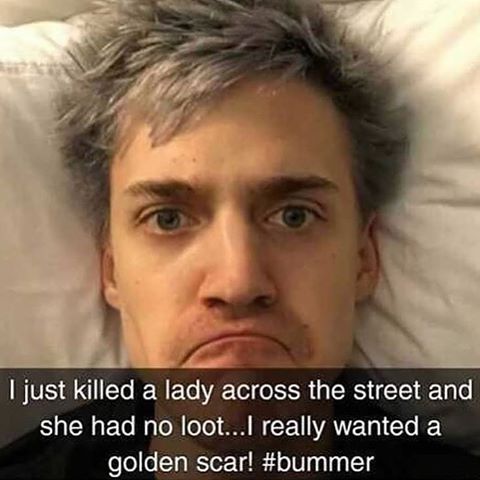 I just killed a lady across the street and
she had no loot...I really wanted a
golden scar! #bummer